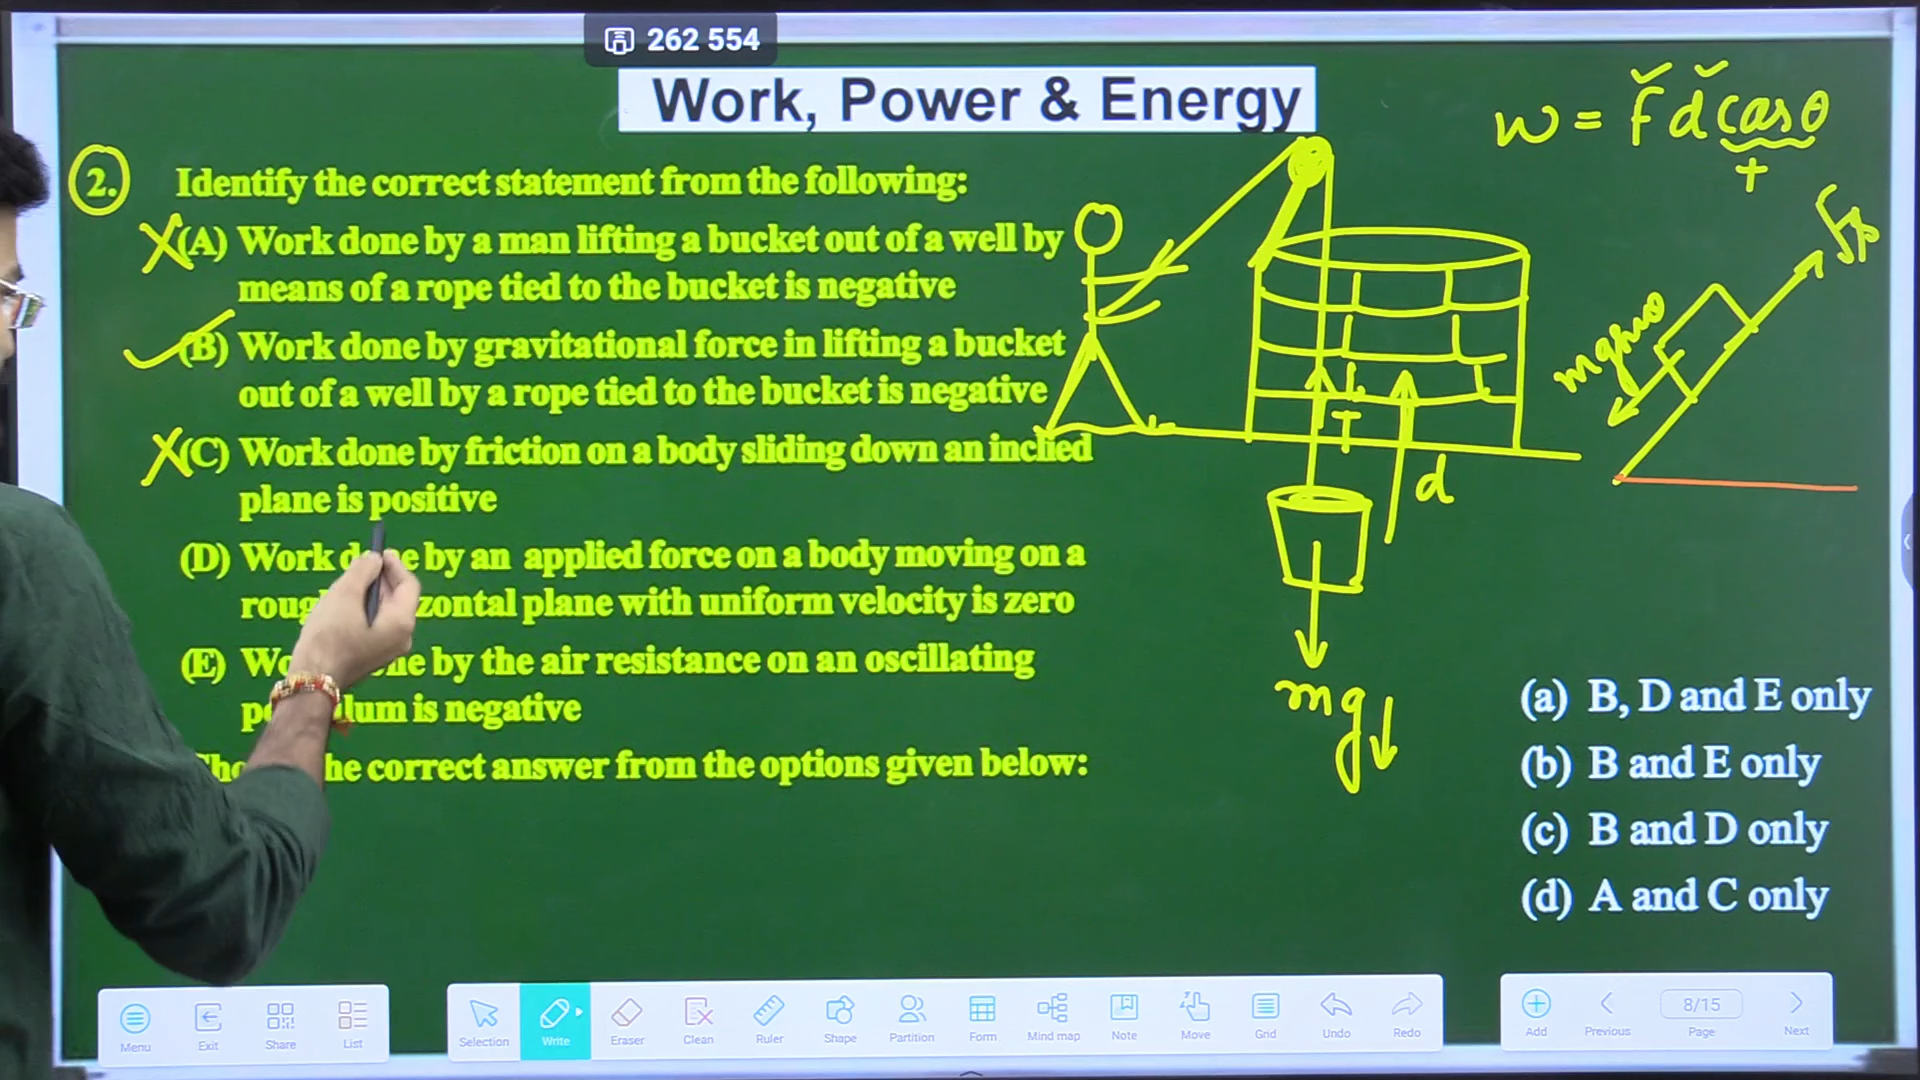 262 554
Work, Power & Energy
w = F d cosθ
+
2. Identify the correct statement from the following:
(A) Work done by a man lifting a bucket out of a well by
means of a rope tied to the bucket is negative
(B) Work done by gravitational force in lifting a bucket
out of a well by a rope tied to the bucket is negative
(C) Work done by friction on a body sliding down an inclied
plane is positive
(D) Work by an applied force on a body moving on a
plane with uniform velocity is zero
(E) by the air resistance on an oscillating
is negative
correct answer from the options given below:
T
d
mg
(a) B, D and E only
(b) B and E only
(c) B and D only
(d) A and C only
Menu
Exit
Share
List
Selection
Write
Eraser
Clean
Ruler
Shape
Partition
Form
Mind map
Note
Move
Grid
Undo
Redo
Add
Previous
8/15
Page
Next